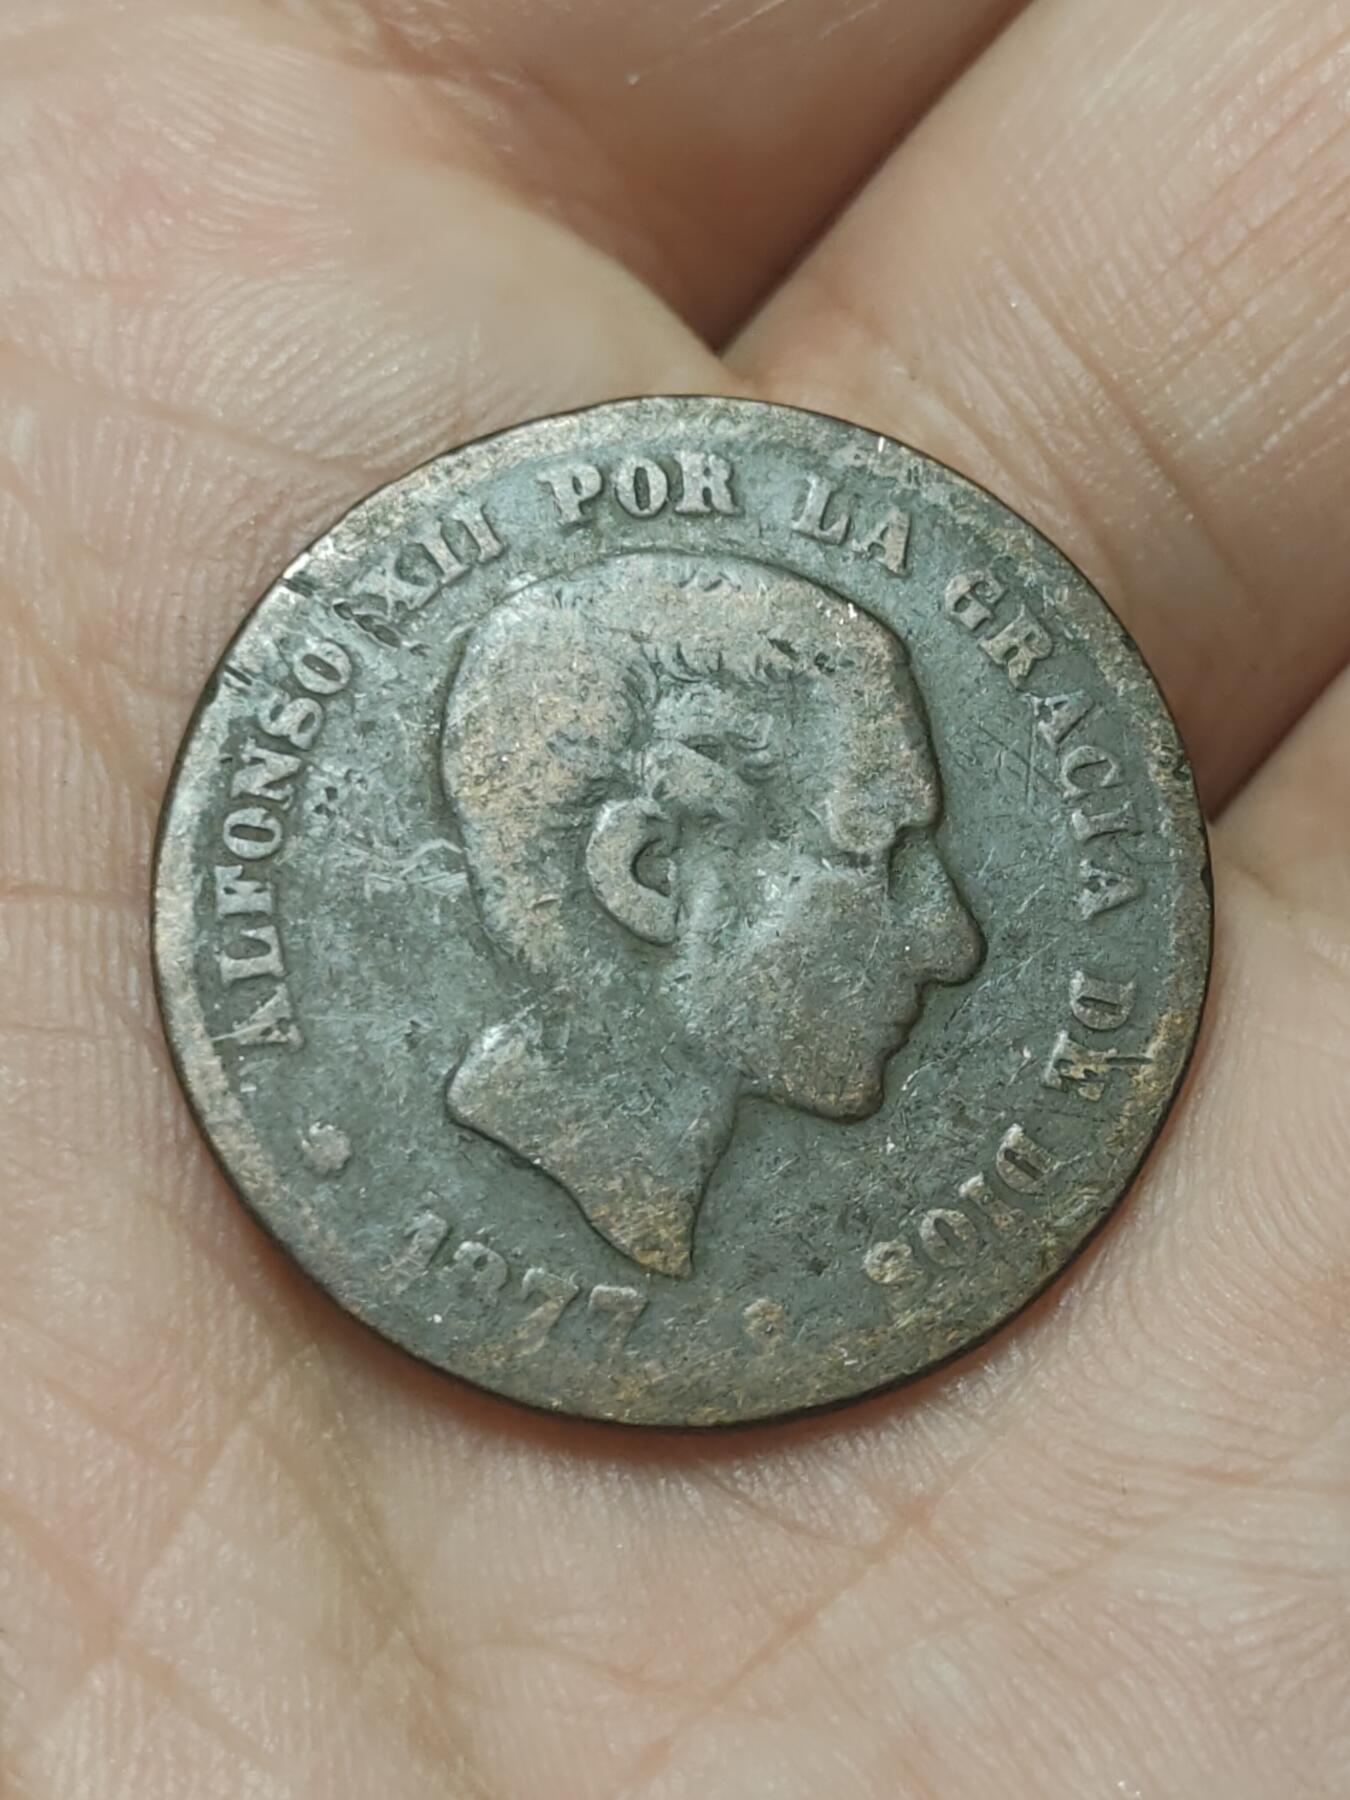 ALFONSO XII POR LA GRACIA DE DIOS
1877